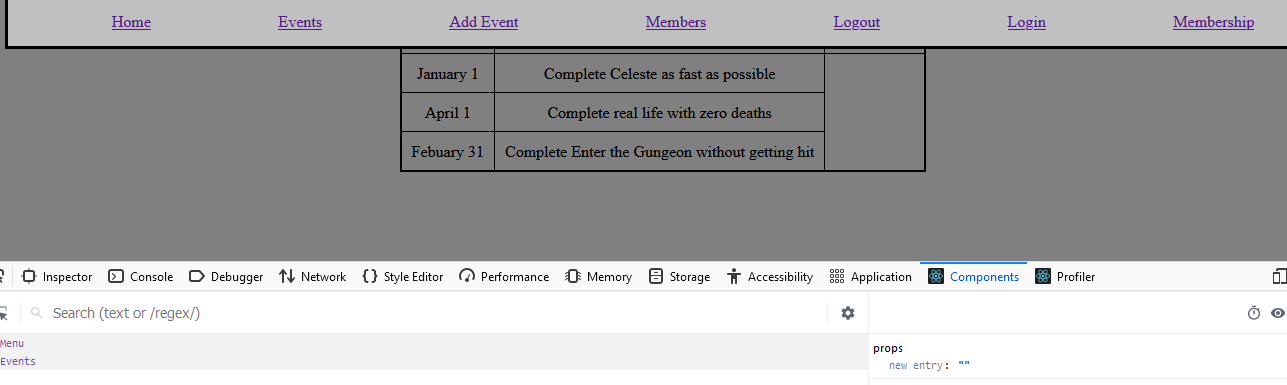 Home Events Add Event Members Logout Login Membership
January 1 Complete Celeste as fast as possible
April 1 Complete real life with zero deaths
Febuary 31 Complete Enter the Gungeon without getting hit
Inspector Console Debugger Network Style Editor Performance Memory Storage Accessibility Application Components Profiler
Search (text or /regex/)
Menu
Events
props
new entry: ""